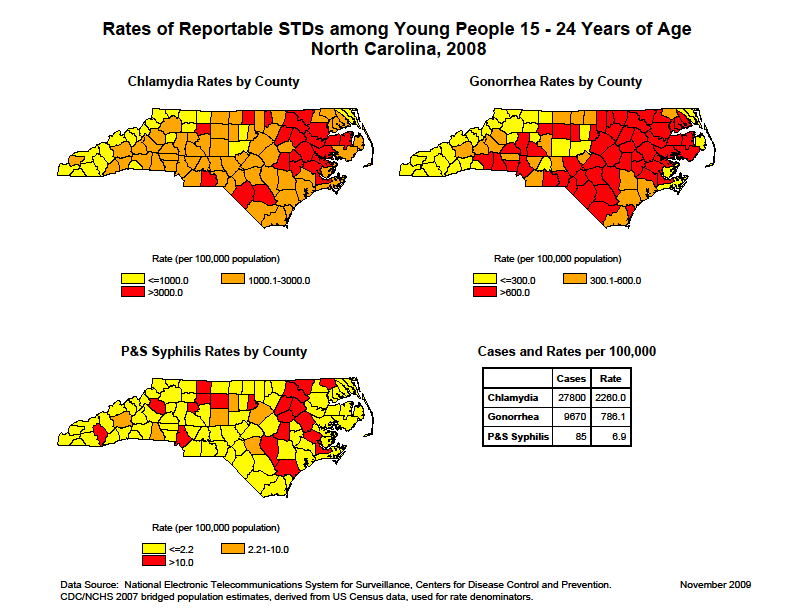 Rates of Reportable STDs among Young People 15 - 24 Years of Age
North Carolina, 2008
Chlamydia Rates by County
Gonorrhea Rates by County
Rate (per 100,000 population)
<=1000.0 1000.1-3000.0
>3000.0
Rate (per 100,000 population)
<=300.0 300.1-600.0
>600.0
P&S Syphilis Rates by County
Rate (per 100,000 population)
<=2.2 2.21-10.0
>10.0
Cases and Rates per 100,000
Cases Rate
Chlamydia 27800 2260.0
Gonorrhea 9670 786.1
P&S Syphilis 85 6.9
Data Source: National Electronic Telecommunications System for Surveillance, Centers for Disease Control and Prevention. November 2009
CDC/NCHS 2007 bridged population estimates, derived from US Census data, used for rate denominators.